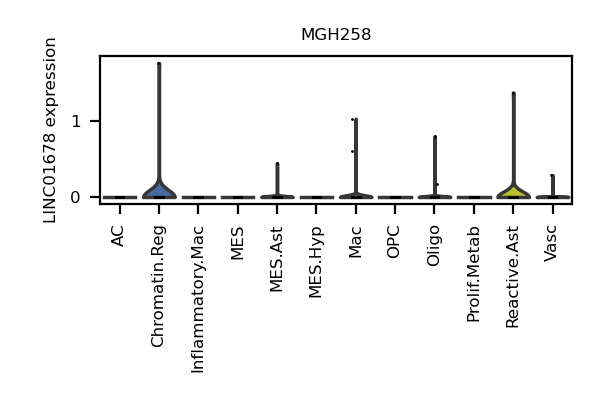 MGH258
LINC01678 expression
1
0
AC
Chromatin.Reg
Inflammatory.Mac
MES
MES.Ast
MES.Hyp
Mac
OPC
Oligo
Prolif.Metab
Reactive.Ast
Vasc